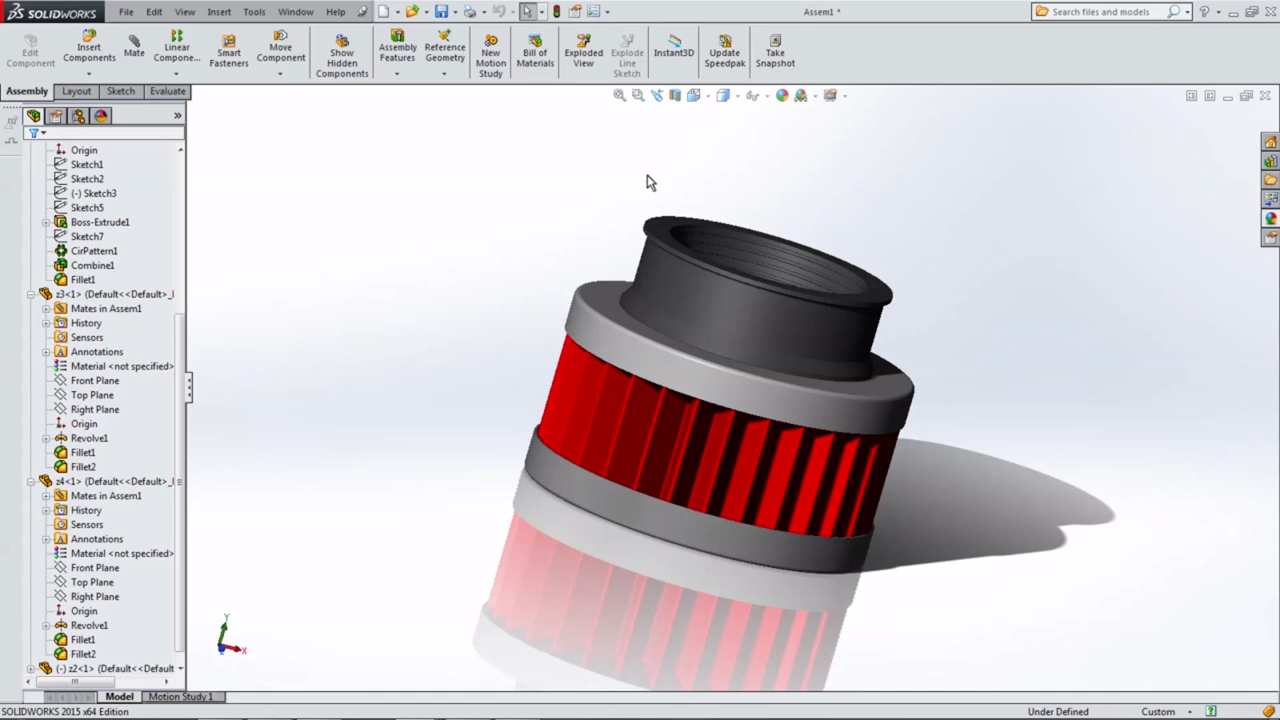 SOLIDWORKS File Edit View Insert Tools Window Help Assem1 * Search files and models
Edit Component
Insert Components
Mate
Linear Compone...
Smart Fasteners
Move Component
Show Hidden Components
Assembly Features
Reference Geometry
New Motion Study
Bill of Materials
Exploded View
Explode Line Sketch
Instant3D
Update Speedpak
Take Snapshot
Assembly Layout Sketch Evaluate
Origin
Sketch1
Sketch2
(-) Sketch3
Sketch5
Boss-Extrude1
Sketch7
CirPattern1
Combine1
Fillet1
z3<1> (Default<<Default>_
Mates in Assem1
History
Sensors
Annotations
Material <not specified>
Front Plane
Top Plane
Right Plane
Origin
Revolve1
Fillet1
Fillet2
z4<1> (Default<<Default>_
Mates in Assem1
History
Sensors
Annotations
Material <not specified>
Front Plane
Top Plane
Right Plane
Origin
Revolve1
Fillet1
Fillet2
(-) z2<1> (Default<<Default
Y
X
Model Motion Study 1
SOLIDWORKS 2015 x64 Edition Under Defined Custom